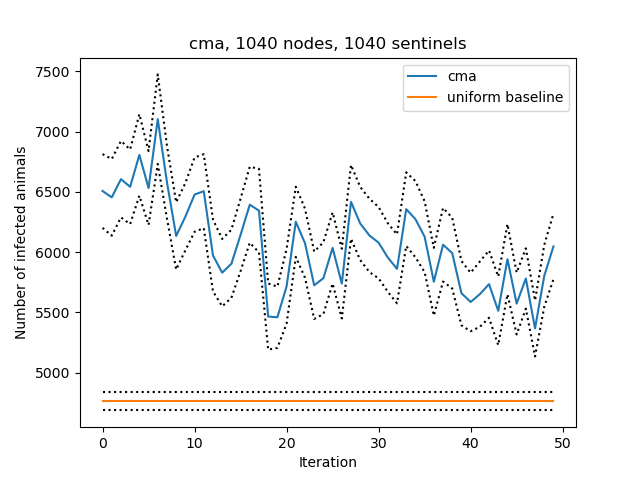 cma, 1040 nodes, 1040 sentinels
cma
uniform baseline
Number of infected animals
7500
7000
6500
6000
5500
5000
0 10 20 30 40 50
Iteration